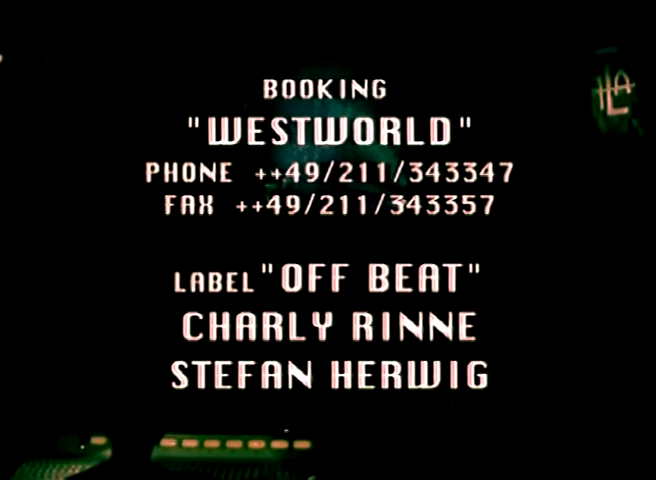 BOOKING
"WESTWORLD"
PHONE ++49/211/343347
FAX ++49/211/343357
LABEL "OFF BEAT"
CHARLY RINNE
STEFAN HERWIG